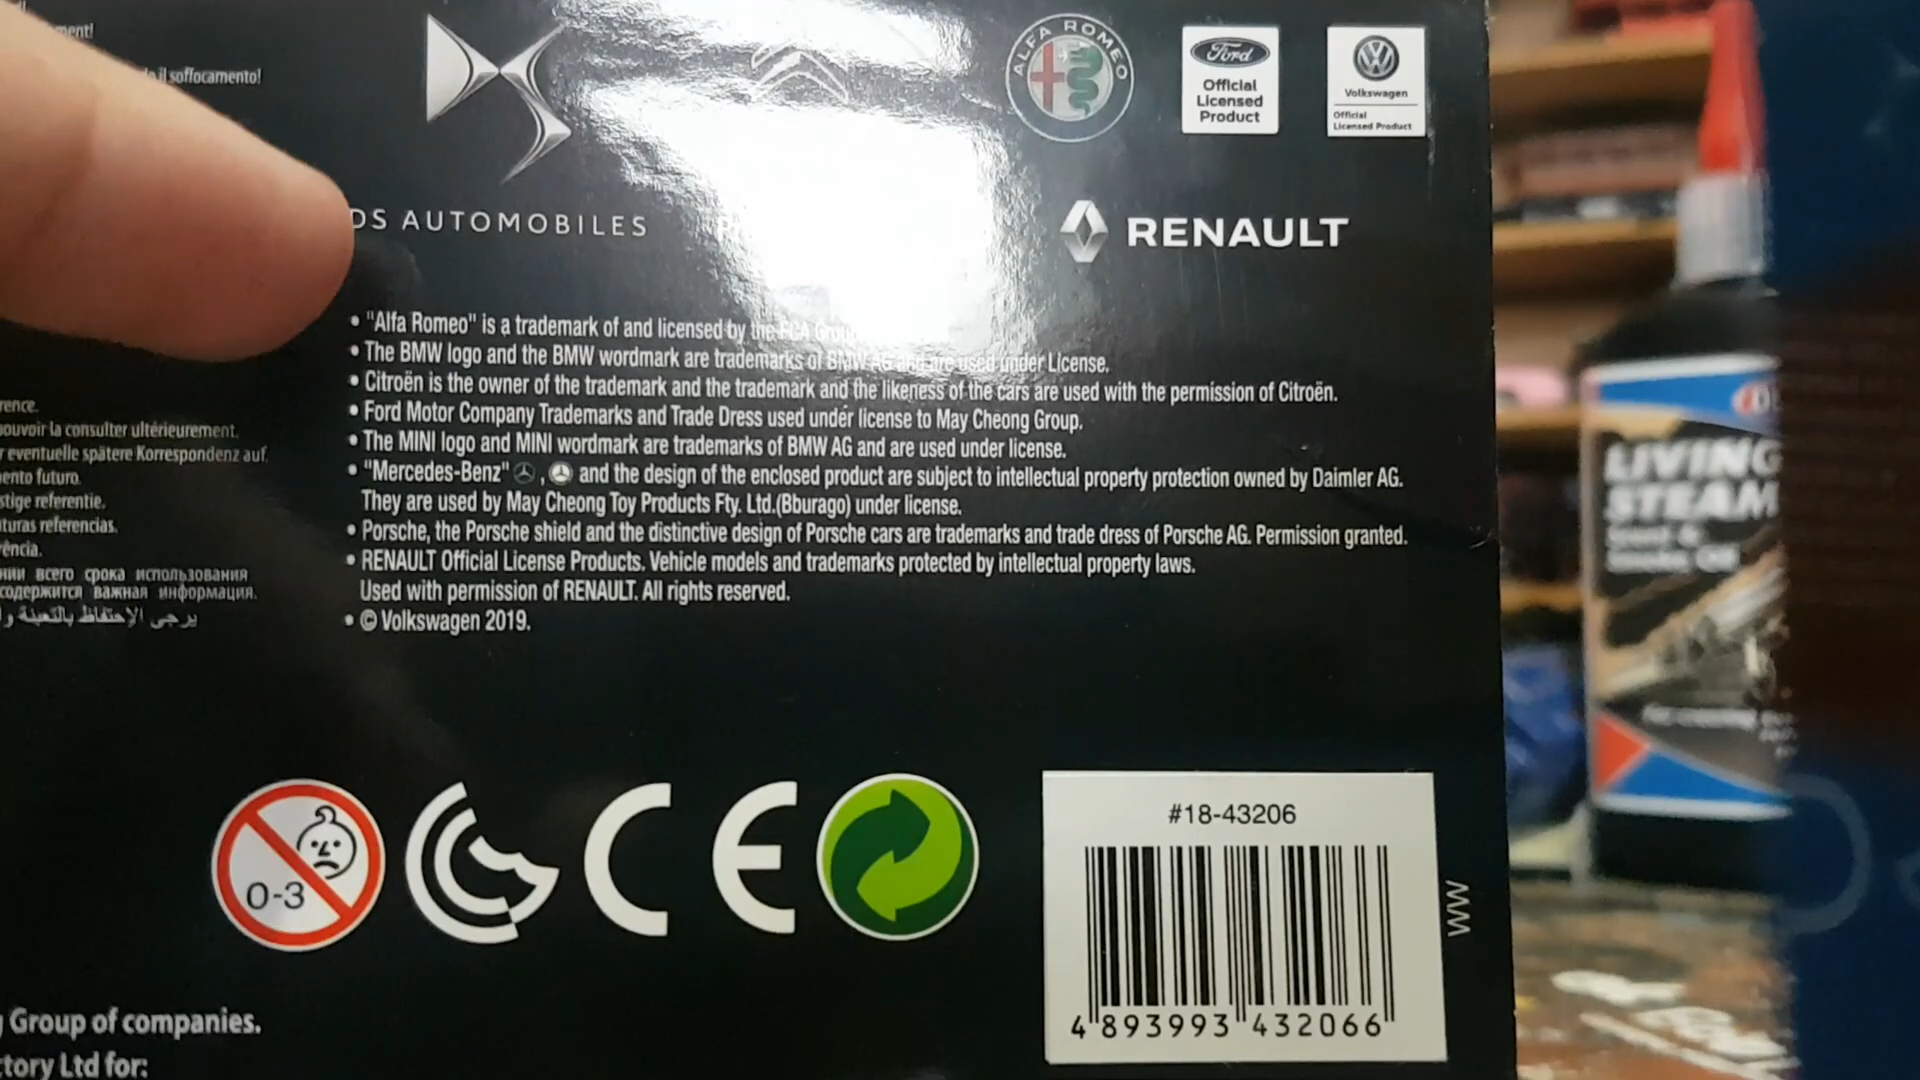 ment!
il soffocamento!
ALFA ROMEO
Ford
Official
Licensed
Product
Volkswagen
Official
Licensed Product
DS AUTOMOBILES
RENAULT
• "Alfa Romeo" is a trademark of and licensed by the FCA Group
• The BMW logo and the BMW wordmark are trademarks of BMW AG and are used under License.
• Citroën is the owner of the trademark and the trademark and the likeness of the cars are used with the permission of Citroën.
• Ford Motor Company Trademarks and Trade Dress used under license to May Cheong Group.
• The MINI logo and MINI wordmark are trademarks of BMW AG and are used under license.
• "Mercedes-Benz" , and the design of the enclosed product are subject to intellectual property protection owned by Daimler AG.
They are used by May Cheong Toy Products Fty. Ltd.(Bburago) under license.
• Porsche, the Porsche shield and the distinctive design of Porsche cars are trademarks and trade dress of Porsche AG. Permission granted.
• RENAULT Official License Products. Vehicle models and trademarks protected by intellectual property laws.
Used with permission of RENAULT. All rights reserved.
• © Volkswagen 2019.
rence.
pouvoir la consulter ultérieurement.
r eventuelle spätere Korrespondenz auf.
ento futuro.
stige referentie.
turas referencias.
rência.
нии всего срока использования
содержится важная информация.
يرجى الإحتفاظ بالتعبئة و
0-3
CE
#18-43206
4 893993 432066
WW
Group of companies.
ctory Ltd for:
LIVING
STEAM
Scent &
Smoke Oil